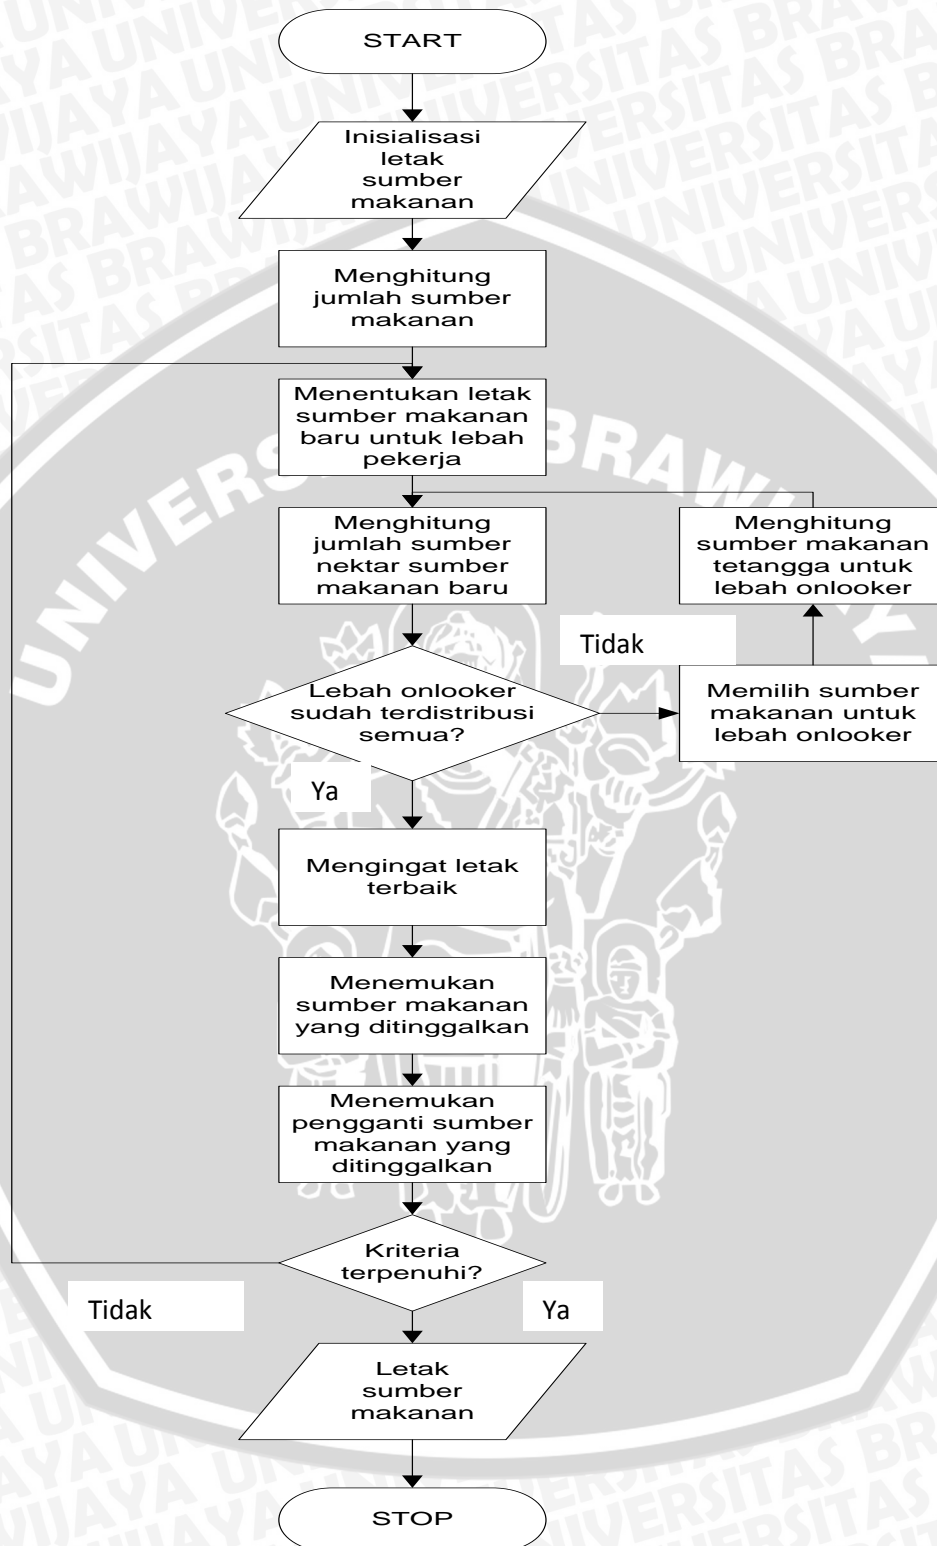 START
Inisialisasi
letak
sumber
makanan
Menghitung
jumlah sumber
makanan
Menentukan letak
sumber makanan
baru untuk lebah
pekerja
Menghitung
jumlah sumber
nektar sumber
makanan baru
Menghitung
sumber makanan
tetangga untuk
lebah onlooker
Tidak
Lebah onlooker
sudah terdistribusi
semua?
Memilih sumber
makanan untuk
lebah onlooker
Ya
Mengingat letak
terbaik
Menemukan
sumber makanan
yang ditinggalkan
Menemukan
pengganti sumber
makanan yang
ditinggalkan
Kriteria
terpenuhi?
Tidak
Ya
Letak
sumber
makanan
STOP